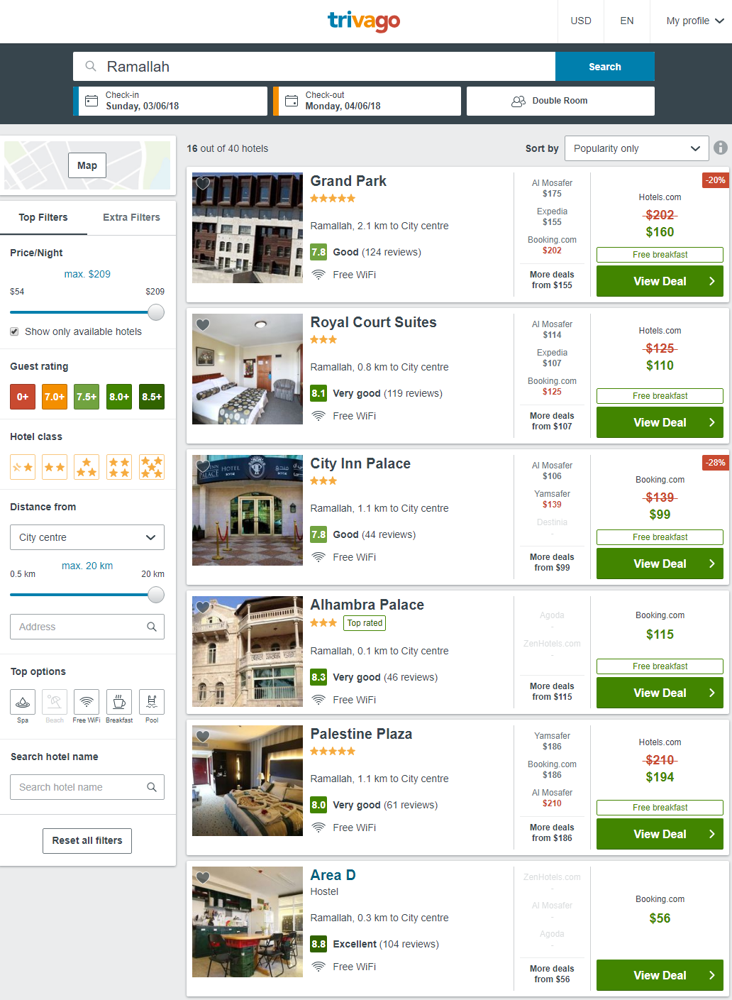 trivago
USD
EN
My profile
Ramallah
Search
Check-in
Sunday, 03/06/18
Check-out
Monday, 04/06/18
Double Room
Map
Top Filters
Extra Filters
Price/Night
max. $209
$54
$209
Show only available hotels
Guest rating
0+
7.0+
7.5+
8.0+
8.5+
Hotel class
Distance from
City centre
max. 20 km
0.5 km
20 km
Address
Top options
Spa
Beach
Free WiFi
Breakfast
Pool
Search hotel name
Search hotel name
Reset all filters
16 out of 40 hotels
Sort by
Popularity only
Grand Park
Ramallah, 2.1 km to City centre
7.8 Good (124 reviews)
Free WiFi
Al Mosafer
$175
Expedia
$155
Booking.com
$202
More deals
from $155
-20%
Hotels.com
$202
$160
Free breakfast
View Deal
Royal Court Suites
Ramallah, 0.8 km to City centre
8.1 Very good (119 reviews)
Free WiFi
Al Mosafer
$114
Expedia
$107
Booking.com
$125
More deals
from $107
Hotels.com
$125
$110
Free breakfast
View Deal
INN
PALACE
HOTEL
فندق
City Inn Palace
Ramallah, 1.1 km to City centre
7.8 Good (44 reviews)
Free WiFi
Al Mosafer
$106
Yamsafer
$139
Destinia
-
More deals
from $99
-28%
Booking.com
$139
$99
Free breakfast
View Deal
Alhambra Palace
Top rated
Ramallah, 0.1 km to City centre
8.3 Very good (46 reviews)
Free WiFi
Agoda
-
ZenHotels.com
-
More deals
from $115
Booking.com
$115
Free breakfast
View Deal
Palestine Plaza
Ramallah, 1.1 km to City centre
8.0 Very good (61 reviews)
Free WiFi
Yamsafer
$186
Booking.com
$186
Al Mosafer
$210
More deals
from $186
Hotels.com
$210
$194
Free breakfast
View Deal
Area D
Hostel
Ramallah, 0.3 km to City centre
8.8 Excellent (104 reviews)
Free WiFi
ZenHotels.com
-
Al Mosafer
-
Agoda
-
More deals
from $56
Booking.com
$56
View Deal